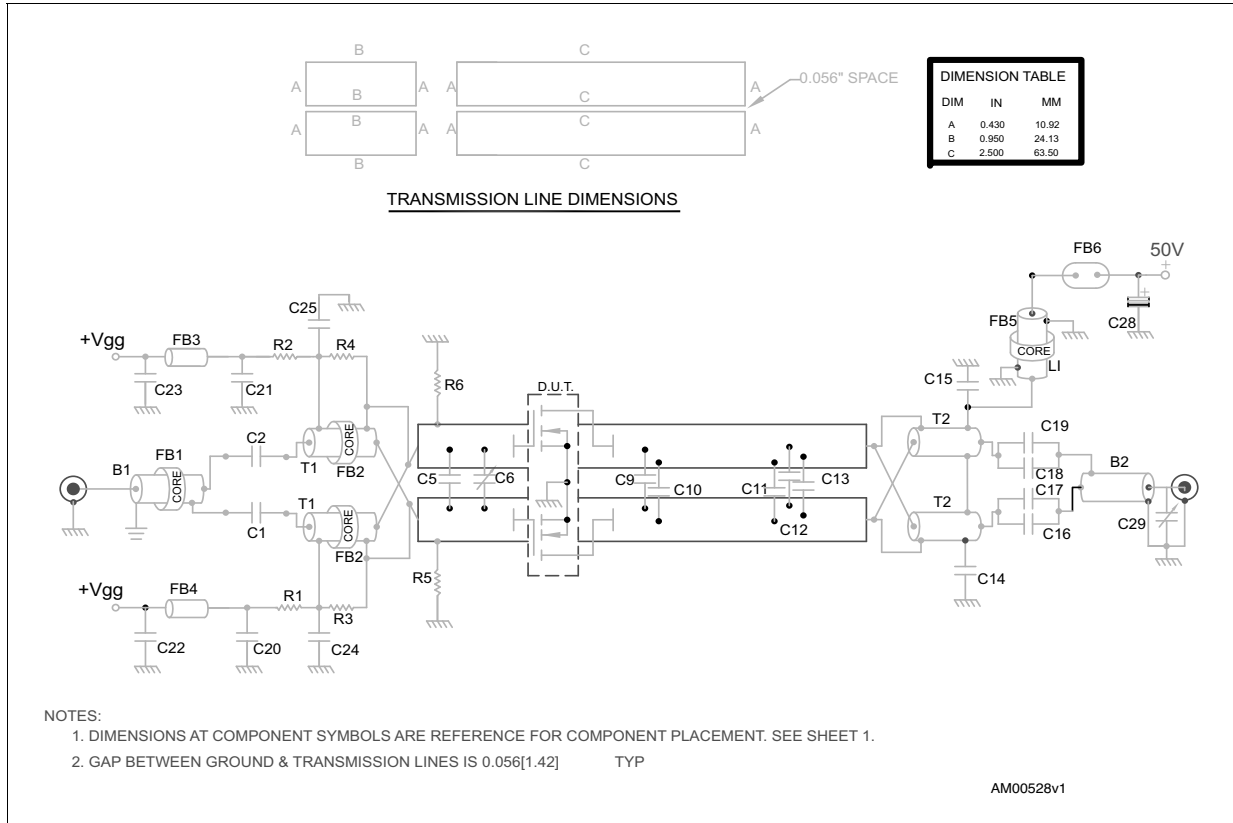 B
C
A
B
A
A
C
A
0.056" SPACE
A
B
A
A
C
A
B
C
TRANSMISSION LINE DIMENSIONS
DIMENSION TABLE
DIM IN MM
A 0.430 10.92
B 0.950 24.13
C 2.500 63.50
FB6
50V
+
+
C28
FB5
CORE
LI
C25
+Vgg
FB3
R2
R4
C23
C21
R6
D.U.T.
C15
C2
T1
CORE
FB2
T2
C19
C18
B1
FB1
CORE
C5
C6
C9
C10
C11
C13
C12
B2
C17
C16
C29
T1
C1
CORE
FB2
T2
C14
+Vgg
FB4
R1
R3
R5
C22
C20
C24
NOTES:
1. DIMENSIONS AT COMPONENT SYMBOLS ARE REFERENCE FOR COMPONENT PLACEMENT. SEE SHEET 1.
2. GAP BETWEEN GROUND & TRANSMISSION LINES IS 0.056[1.42] TYP
AM00528v1